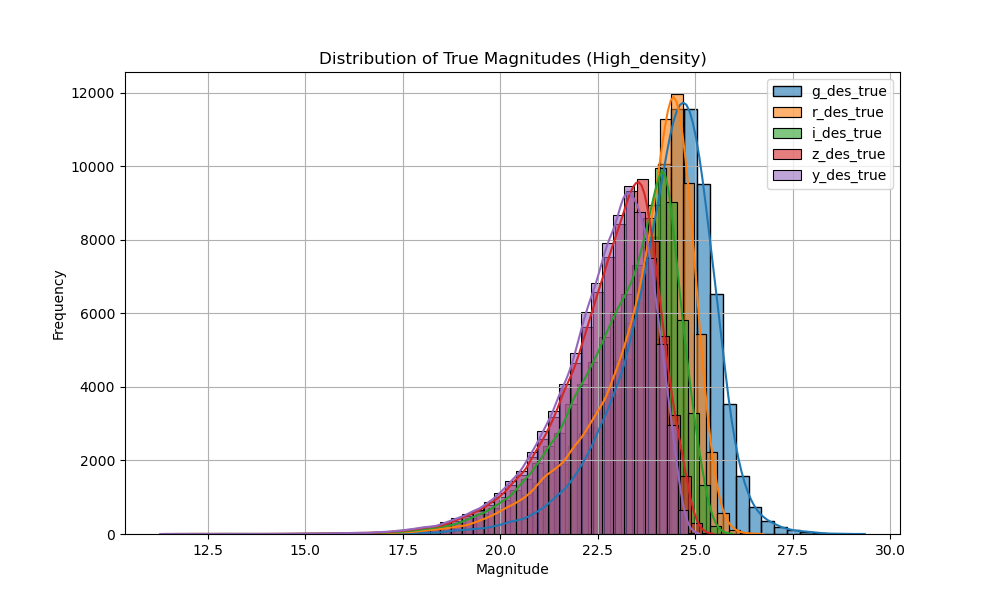 Distribution of True Magnitudes (High_density)
g_des_true
r_des_true
i_des_true
z_des_true
y_des_true
12000
10000
8000
6000
4000
2000
0
Frequency
12.5 15.0 17.5 20.0 22.5 25.0 27.5 30.0
Magnitude